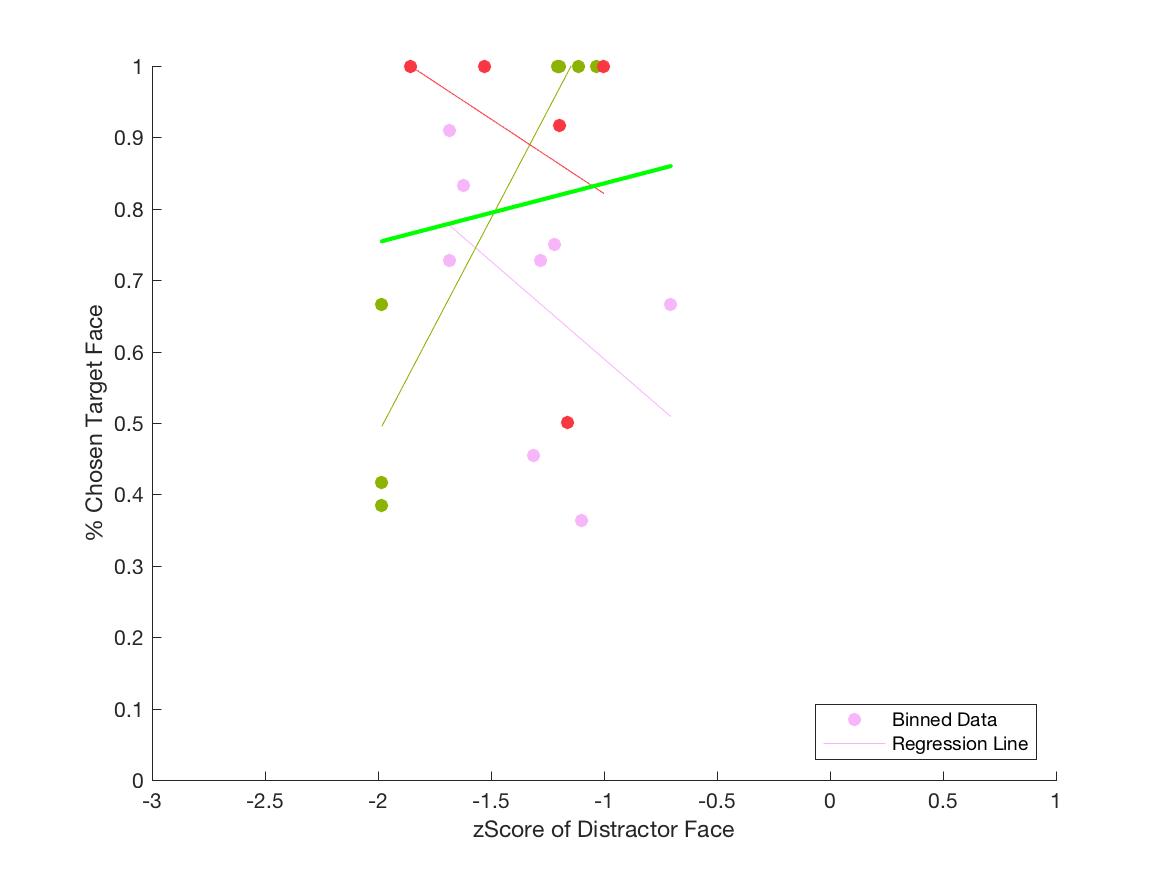 1
0.9
0.8
0.7
0.6
0.5
0.4
0.3
0.2
0.1
0
% Chosen Target Face
Binned Data
Regression Line
-3 -2.5 -2 -1.5 -1 -0.5 0 0.5 1
zScore of Distractor Face